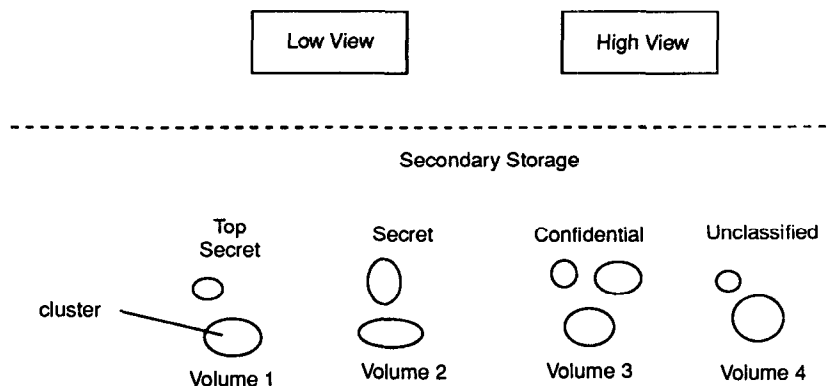 Low View
High View
Secondary Storage
Top
Secret
Secret
Confidential
Unclassified
cluster
Volume 1
Volume 2
Volume 3
Volume 4